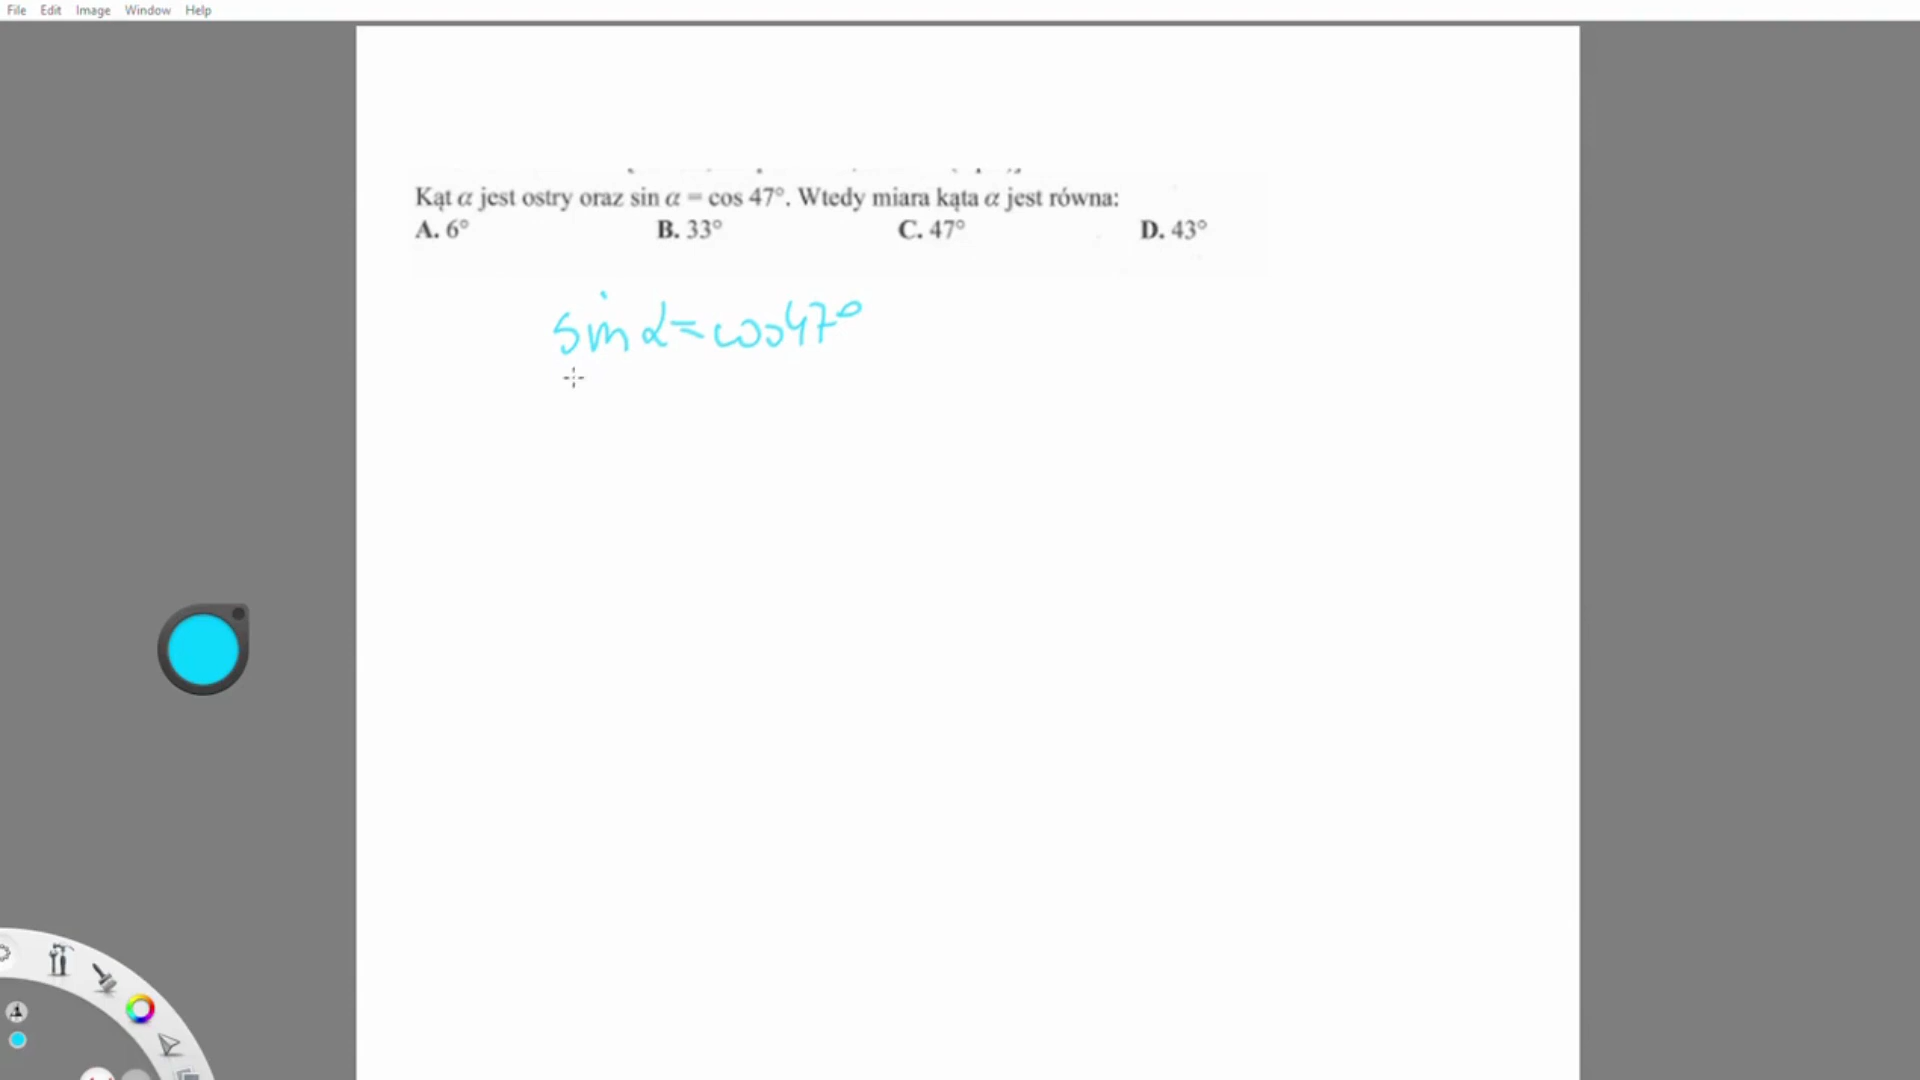 File Edit Image Window Help
Kąt α jest ostry oraz sin α = cos 47°. Wtedy miara kąta α jest równa:
A. 6° B. 33° C. 47° D. 43°
sin α = cos 47°